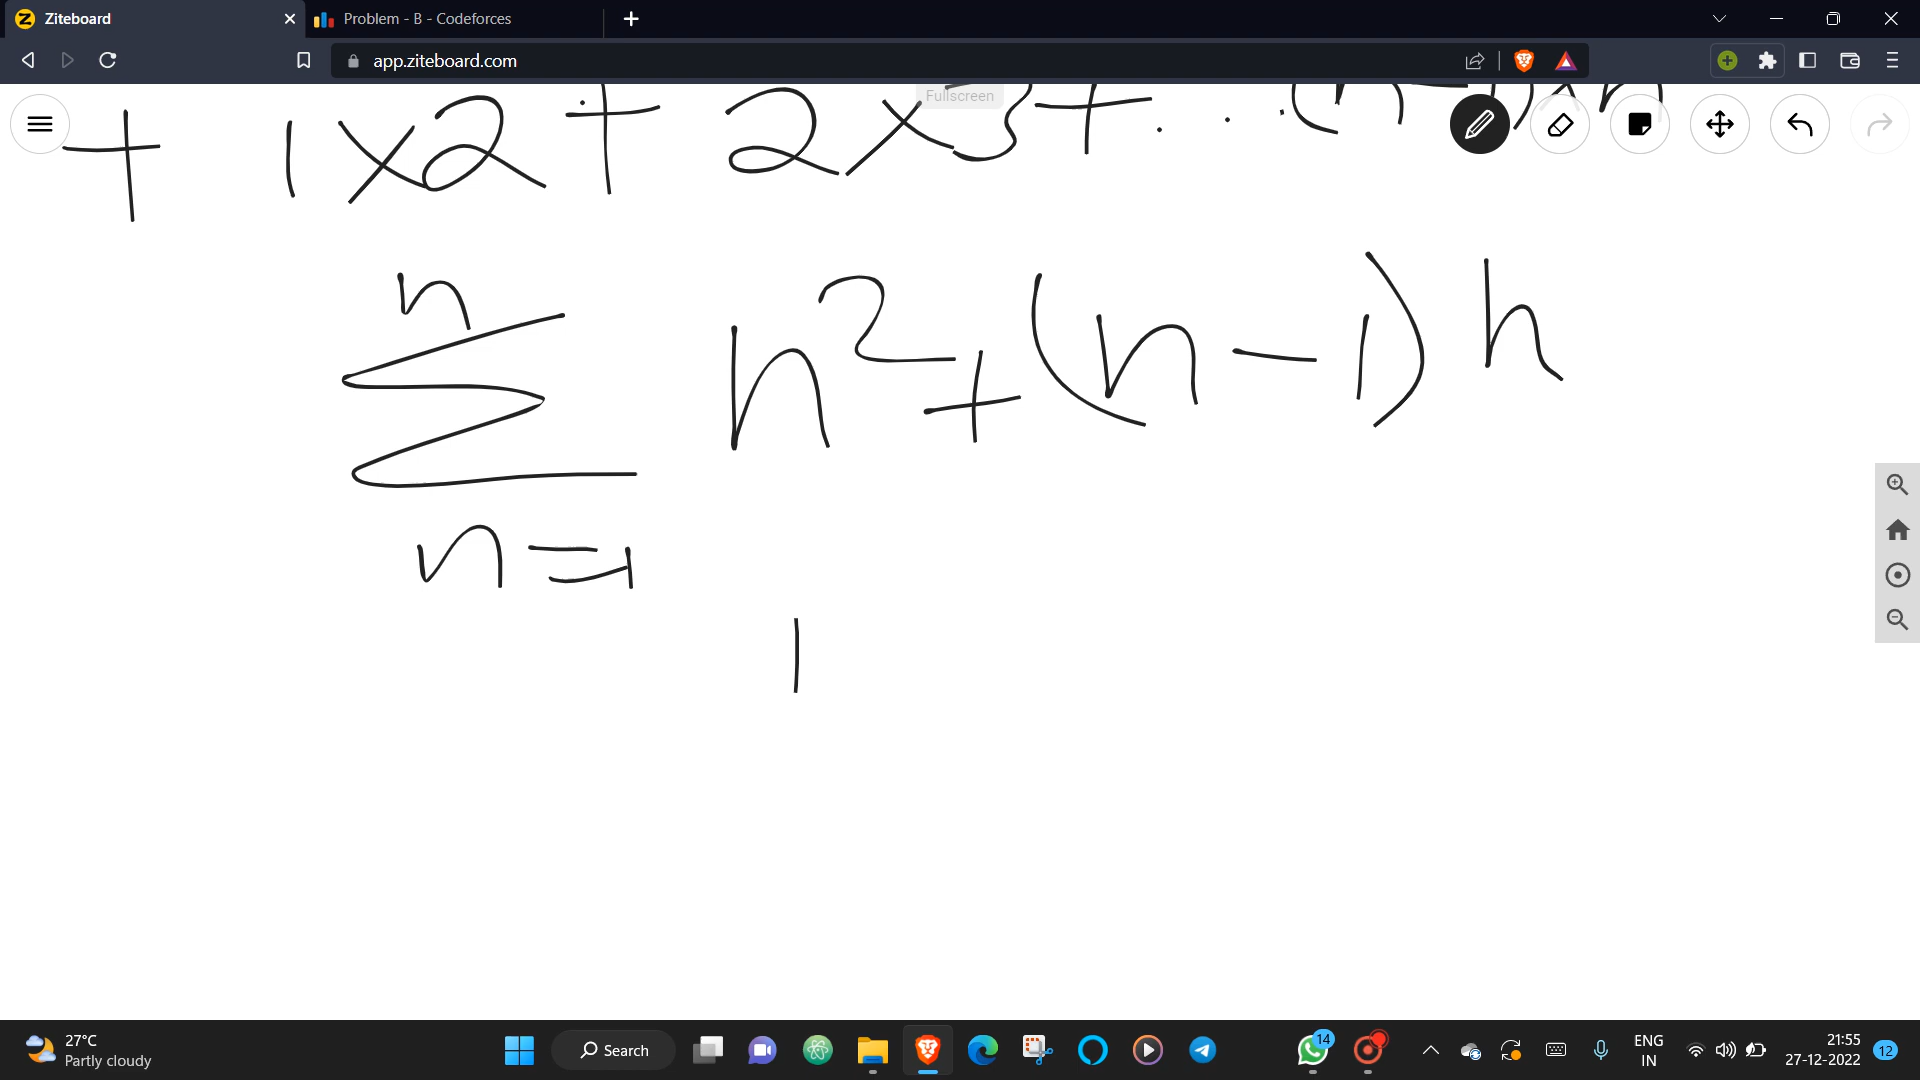 Ziteboard
Problem - B - Codeforces
app.ziteboard.com
Fullscreen
+ 1×2 + 2×3 + . . .
n
Σ n² + (n - 1) n
n = 1
1
27°C
Partly cloudy
Search
14
ENG
IN
21:55
27-12-2022
12